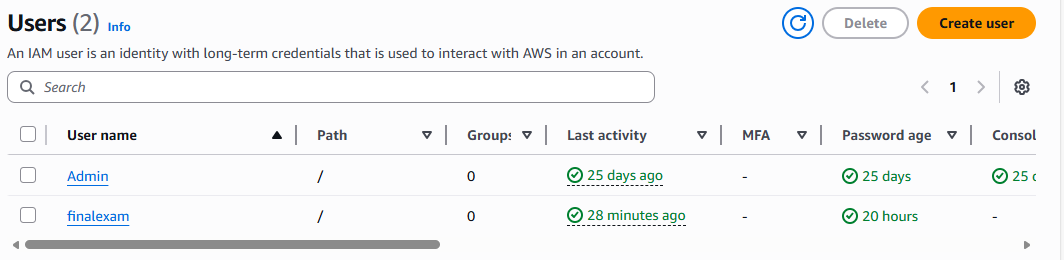 Users (2) Info
Delete
Create user
An IAM user is an identity with long-term credentials that is used to interact with AWS in an account.
Search
1
User name Path Groups Last activity MFA Password age Consol
Admin / 0 25 days ago - 25 days 25 d
finalexam / 0 28 minutes ago - 20 hours -